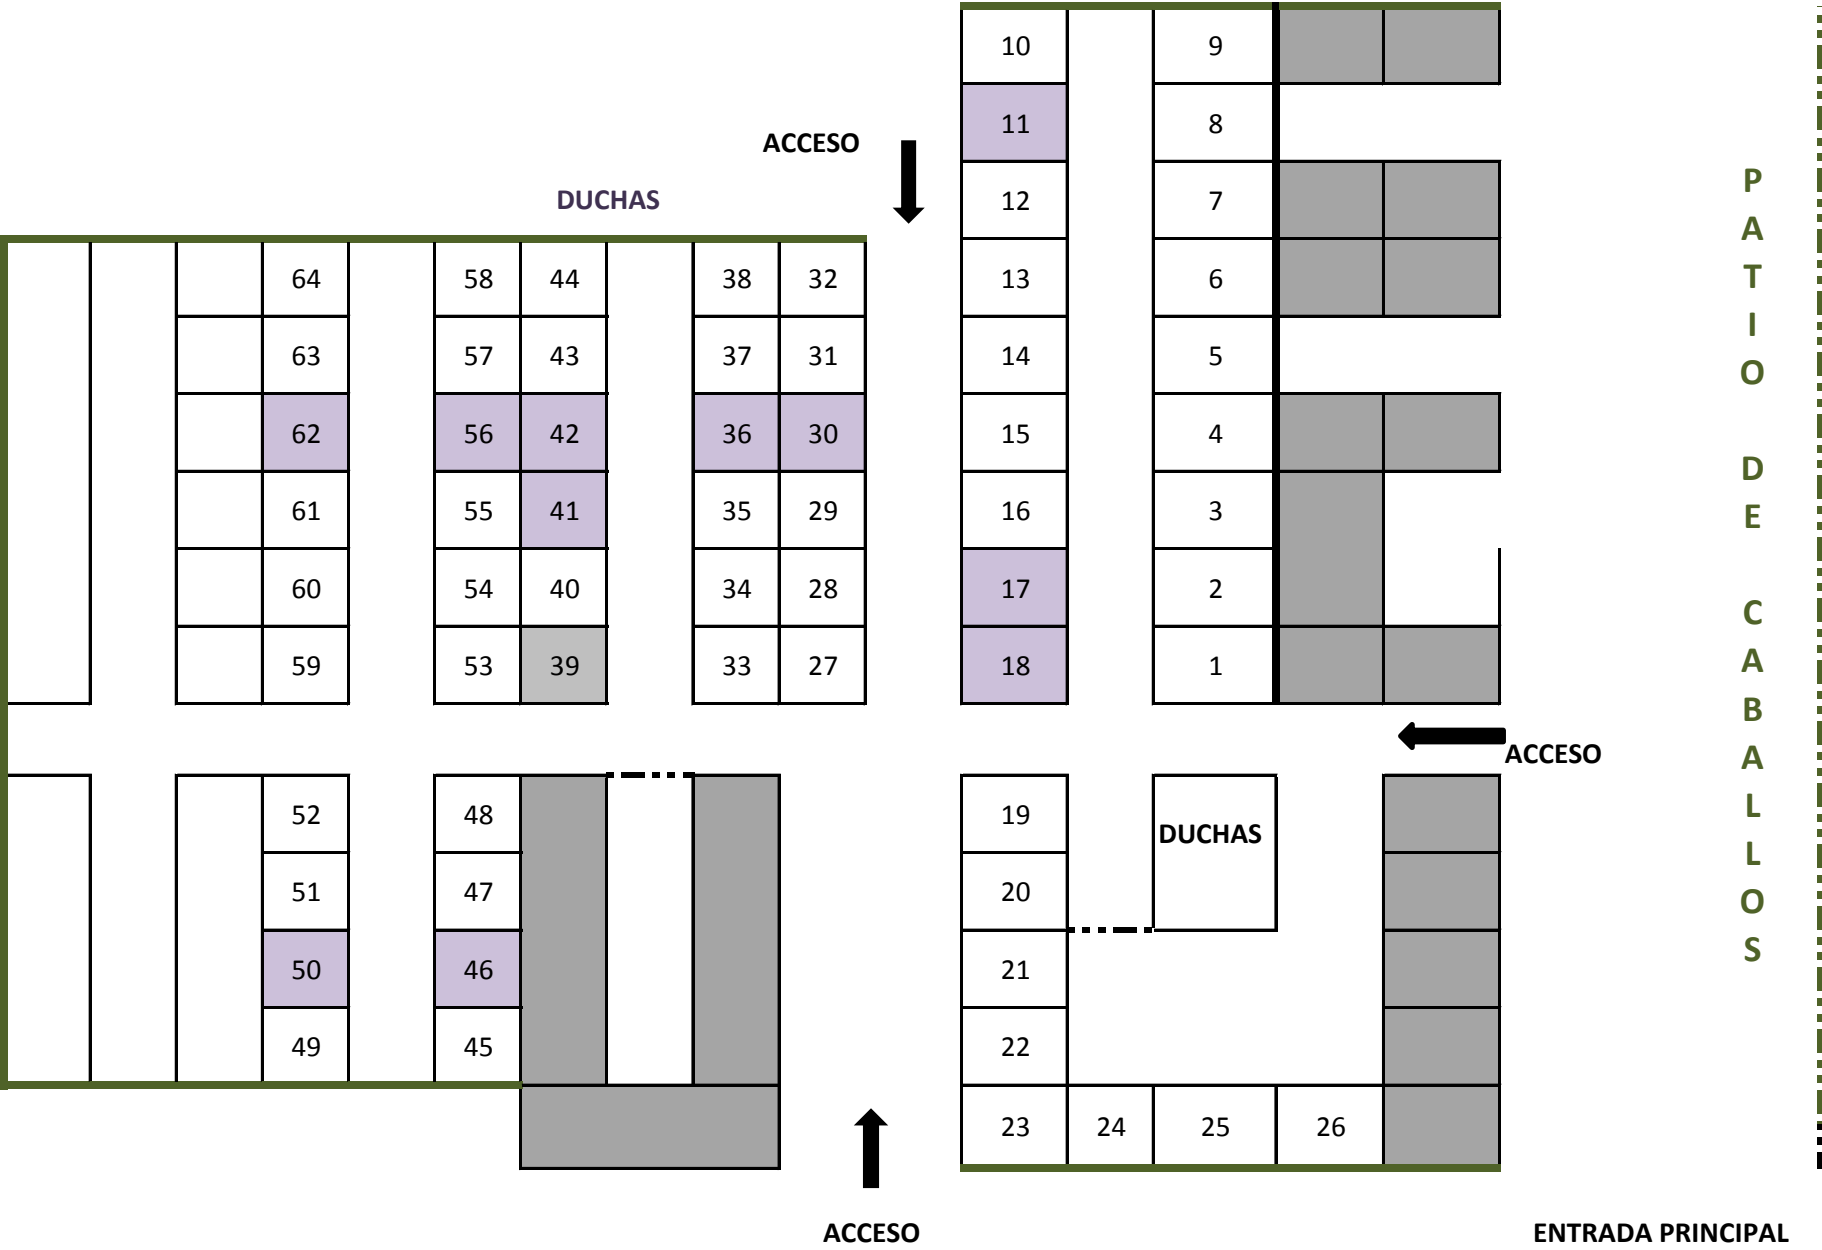 10 9
11 8
ACCESO
12 7
DUCHAS
64 58 44 38 32 13 6
63 57 43 37 31 14 5
62 56 42 36 30 15 4
61 55 41 35 29 16 3
60 54 40 34 28 17 2
59 53 39 33 27 18 1
ACCESO
52 48 19
DUCHAS
51 47 20
50 46 21
49 45 22
23 24 25 26
ACCESO
ENTRADA PRINCIPAL
P
A
T
I
O
D
E
C
A
B
A
L
L
O
S